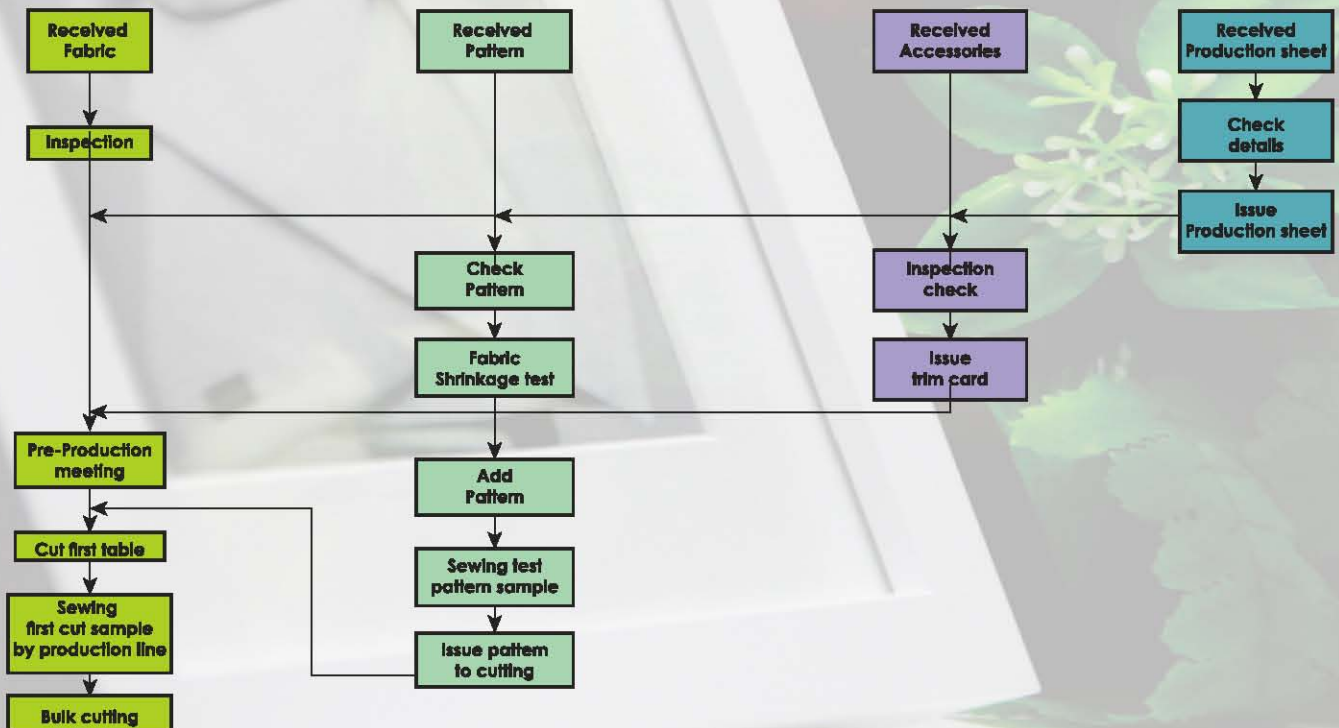 Received
Fabric
Inspection
Pre-Production
meeting
Cut first table
Sewing
first cut sample
by production line
Bulk cutting
Received
Pattern
Check
Pattern
Fabric
Shrinkage test
Add
Pattern
Sewing test
pattern sample
Issue pattern
to cutting
Received
Accessories
Inspection
check
Issue
trim card
Received
Production sheet
Check
details
Issue
Production sheet